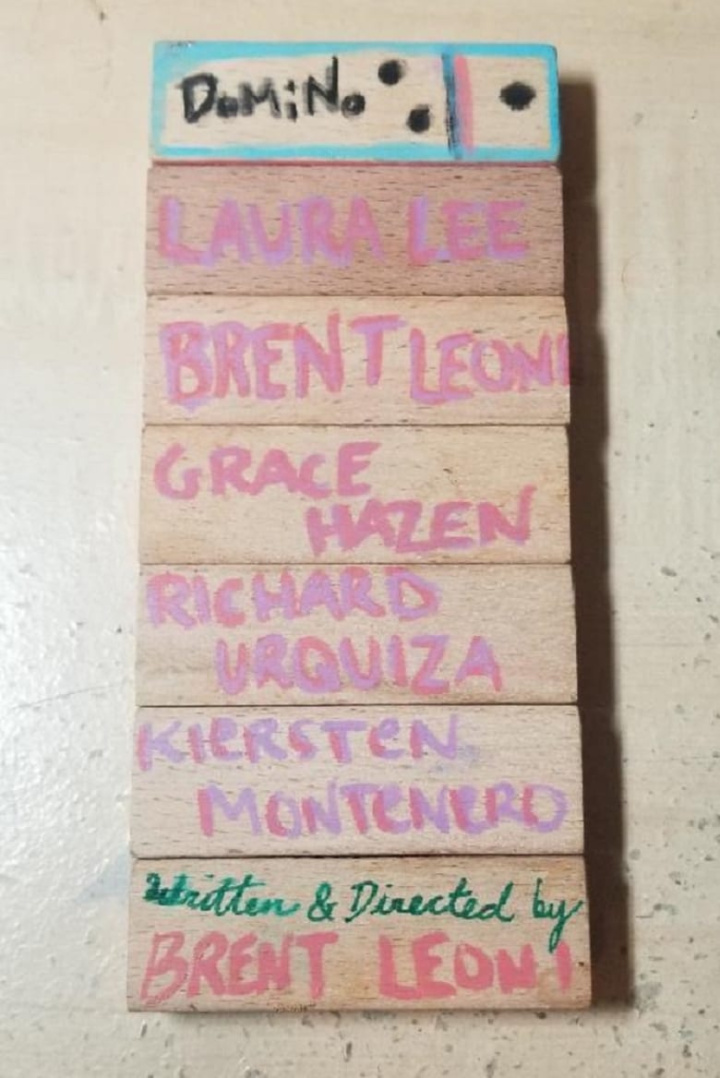 DoMiNo
LAURA LEE
BRENT LEONI
GRACE
HAZEN
RICHARD
URQUIZA
KIERSTEN
MONTENERO
Written & Directed by
BRENT LEONI